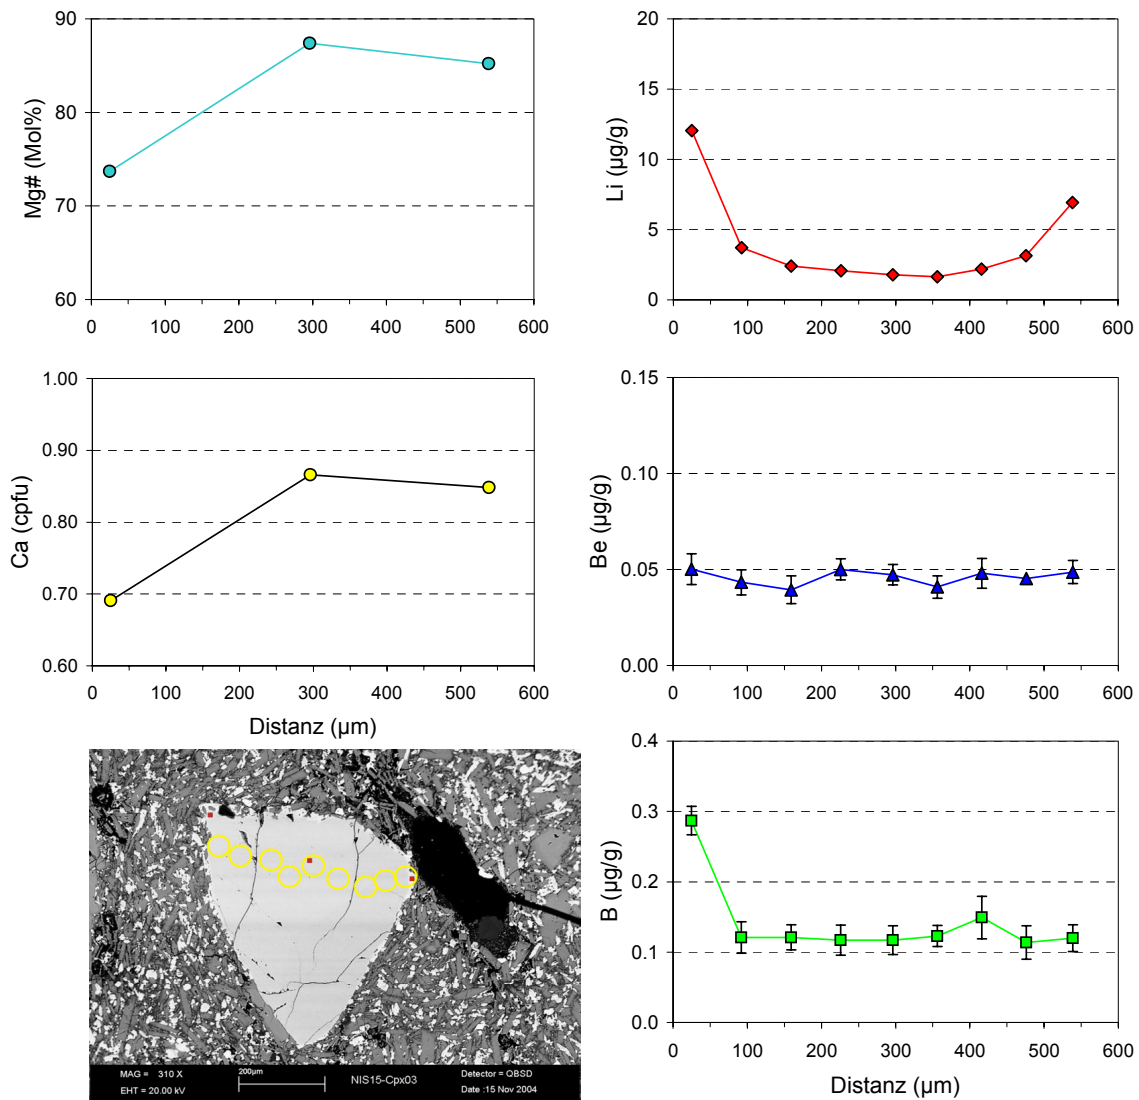 90
80
70
60
Mg# (Mol%)
0 100 200 300 400 500 600
20
15
10
5
0
Li (µg/g)
0 100 200 300 400 500 600
1.00
0.90
0.80
0.70
0.60
Ca (cpfu)
0 100 200 300 400 500 600
Distanz (µm)
0.15
0.10
0.05
0.00
Be (µg/g)
0 100 200 300 400 500 600
0.4
0.3
0.2
0.1
0.0
B (µg/g)
0 100 200 300 400 500 600
Distanz (µm)
MAG = 310 X
200µm
Detector = QBSD
EHT = 20.00 kV
NIS15-Cpx03
Date :15 Nov 2004